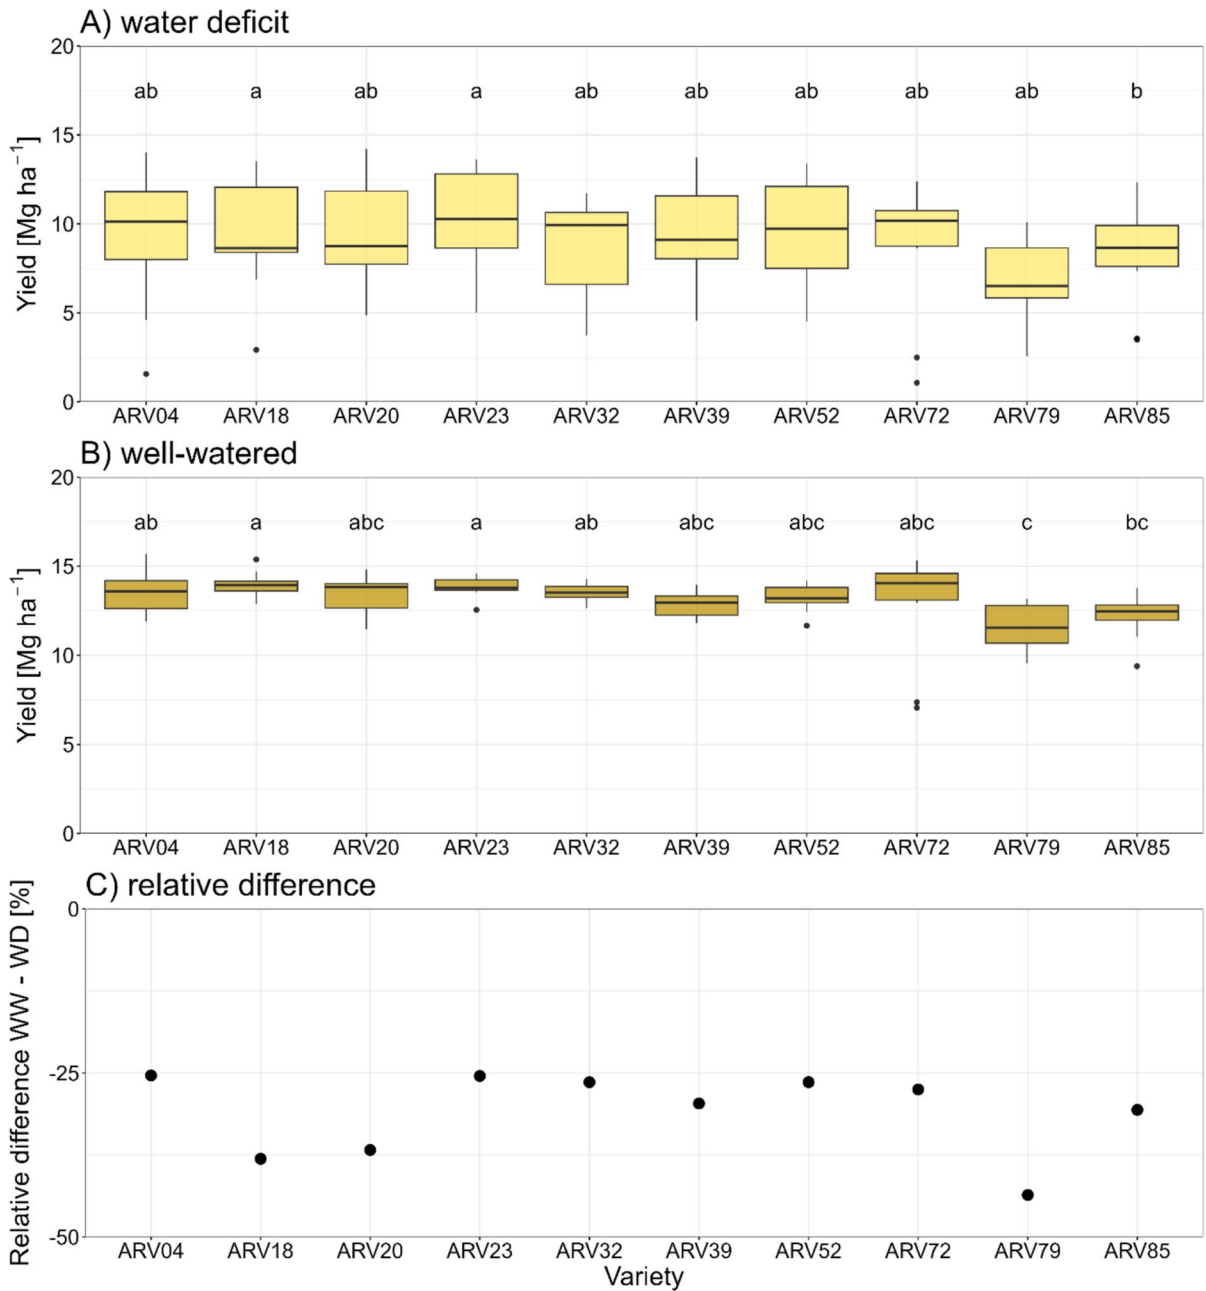 A) water deficit
20
ab a ab a ab ab ab ab ab b
15
10
5
0
Yield [Mg ha⁻¹]
ARV04 ARV18 ARV20 ARV23 ARV32 ARV39 ARV52 ARV72 ARV79 ARV85
B) well-watered
20
ab a abc a ab abc abc abc c bc
15
10
5
0
Yield [Mg ha⁻¹]
ARV04 ARV18 ARV20 ARV23 ARV32 ARV39 ARV52 ARV72 ARV79 ARV85
C) relative difference
0
-25
-50
Relative difference WW - WD [%]
ARV04 ARV18 ARV20 ARV23 ARV32 ARV39 ARV52 ARV72 ARV79 ARV85
Variety